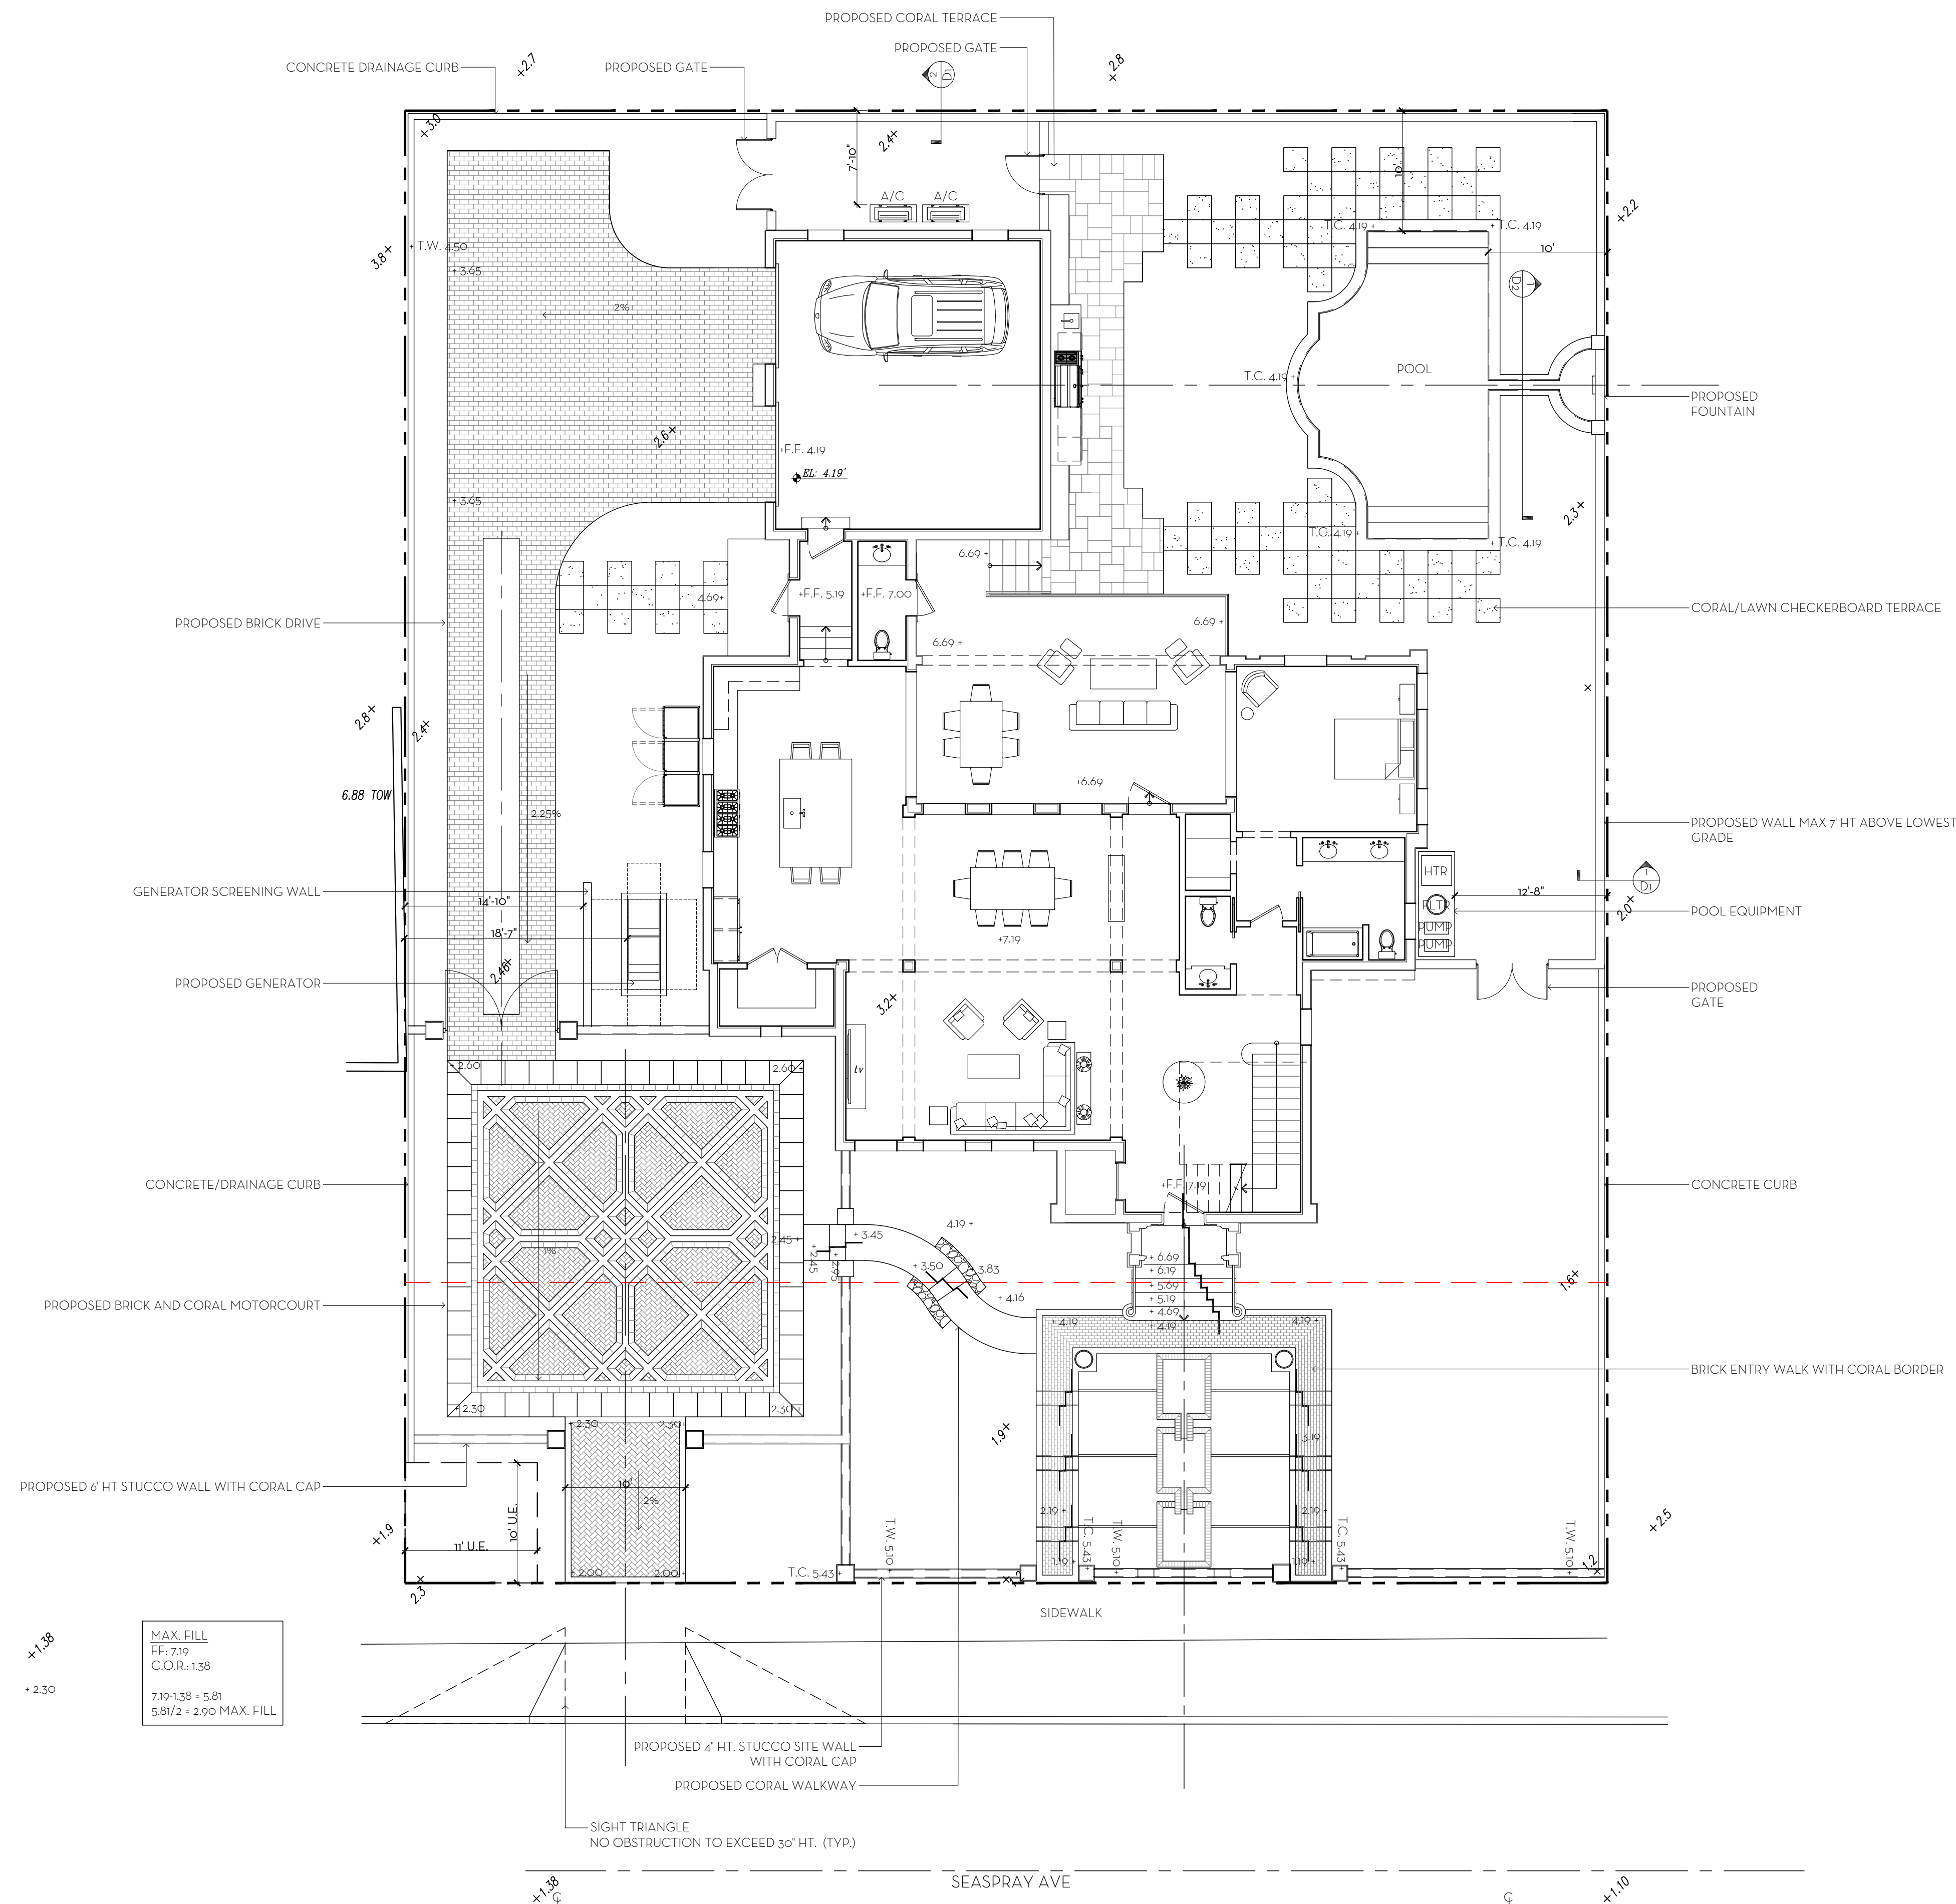 PROPOSED CORAL TERRACE
PROPOSED GATE
CONCRETE DRAINAGE CURB
PROPOSED GATE
+2.7
+2.8
2
D1
+3.0
2.4+
7'-10"
10'
A/C
A/C
+2.2
3.8+
+ T.W. 4.50
+ 3.65
T.C. 4.19 +
+ T.C. 4.19
10'
2%
1
D2
POOL
T.C. 4.19 +
PROPOSED
FOUNTAIN
2.6+
+F.F. 4.19
EL: 4.19'
+ 3.65
2.3+
T.C. 4.19 +
+ T.C. 4.19
6.69 +
+F.F. 5.19
+F.F. 7.00
4.69+
CORAL/LAWN CHECKERBOARD TERRACE
PROPOSED BRICK DRIVE
6.69 +
6.69 +
2.8+
2.4+
6.88 TOW
+6.69
2.25%
PROPOSED WALL MAX 7' HT ABOVE LOWEST
GRADE
GENERATOR SCREENING WALL
HTR
FLTR
PUMP
PUMP
12'-8"
1
D1
2.0+
14'-10"
POOL EQUIPMENT
18'-7"
+7.19
2.46+
PROPOSED GENERATOR
PROPOSED
GATE
3.2+
+ 2.60
2.60 +
tv
CONCRETE/DRAINAGE CURB
+F.F. 7.19
CONCRETE CURB
4.19 +
+ 3.45
2.45 +
+ 2.45
+ 2.95
1%
+ 3.50
+ 3.83
+ 4.16
+ 6.69
+ 6.19
+ 5.69
+ 5.19
+ 4.69
+ 4.19
1.6+
PROPOSED BRICK AND CORAL MOTORCOURT
+ 4.19
4.19 +
BRICK ENTRY WALK WITH CORAL BORDER
+ 2.30
2.30 +
+ 2.30
2.30+
1.9+
3.19 +
PROPOSED 6' HT STUCCO WALL WITH CORAL CAP
10'
2%
10' U.E.
11' U.E.
2.19 +
2.19 +
+1.9
+2.5
T.W. 5.10 +
T.C. 5.43 +
T.W. 5.10 +
T.C. 5.43 +
T.W. 5.10 +
1.19 +
1.19 +
+ 2.00
2.00 +
T.C. 5.43 +
+1.2
1.2
2.3+
SIDEWALK
+1.38
+ 2.30
MAX. FILL
FF: 7.19
C.O.R.: 1.38
7.19-1.38 = 5.81
5.81/2 = 2.90 MAX. FILL
PROPOSED 4" HT. STUCCO SITE WALL
WITH CORAL CAP
PROPOSED CORAL WALKWAY
SIGHT TRIANGLE
NO OBSTRUCTION TO EXCEED 30" HT. (TYP.)
SEASPRAY AVE
+1.38
+1.10